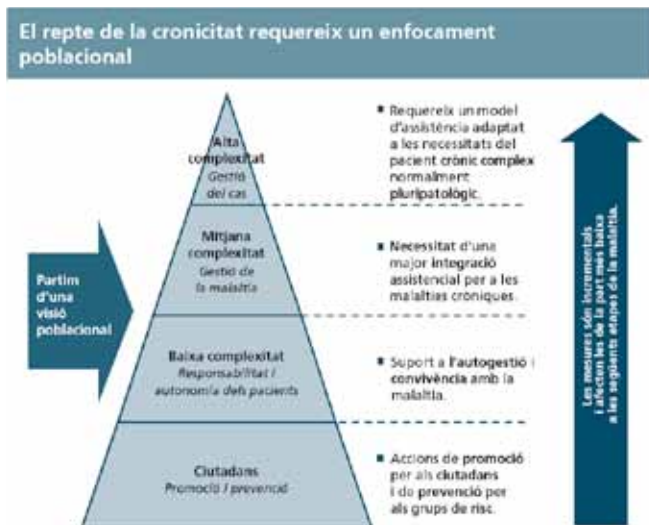 El repte de la cronicitat requereix un enfocament
poblacional
Alta
complexitat
Gestió
del cas
Requereix un model
d'assistència adaptat
a les necessitats del
pacient crònic complex
normalment
pluripatològic.
Mitjana
complexitat
Gestió de
la malaltia
Necessitat d'una
major integració
assistencial per a les
malalties cròniques.
Partim
d'una
visió
poblacional
Baixa complexitat
Responsabilitat i
autonomia dels pacients
Suport a l'autogestió i
convivència amb la
malaltia.
Ciutadans
Promoció i prevenció
Accions de promoció
per als ciutadans
i de prevenció per
als grups de risc.
Les mesures són incrementals
i afecten les de la part més baixa
a les següents etapes de la malaltia.